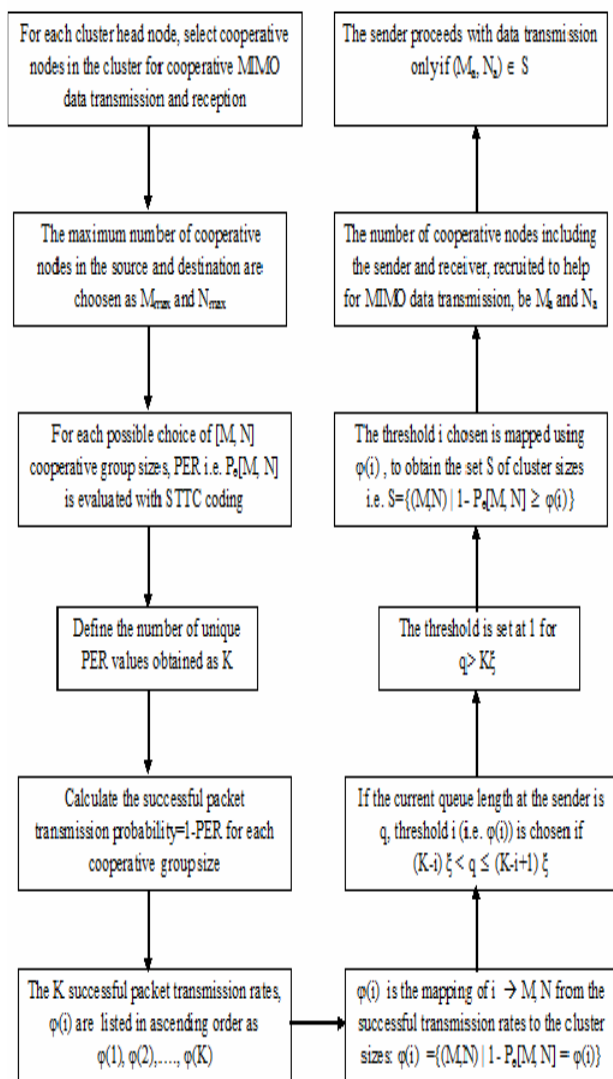 For each cluster head node, select cooperative
nodes in the cluster for cooperative MIMO
data transmission and reception
The maximum number of cooperative
nodes in the source and destination are
choosen as Mmax and Nmax
For each possible choice of [M, N]
cooperative group sizes, PER i.e. Pe[M, N]
is evaluated with STTC coding
Define the number of unique
PER values obtained as K
Calculate the successful packet
transmission probability=1-PER for each
cooperative group size
The K successful packet transmission rates,
φ(i) are listed in ascending order as
φ(1), φ(2),...., φ(K)
φ(i) is the mapping of i → M, N from the
successful transmission rates to the cluster
sizes: φ(i) ={(M,N) | 1- Pe[M, N] = φ(i)}
If the current queue length at the sender is
q, threshold i (i.e. φ(i)) is chosen if
(K-i) ξ < q ≤ (K-i+1) ξ
The threshold is set at 1 for
q> Kξ
The threshold i chosen is mapped using
φ(i) , to obtain the set S of cluster sizes
i.e. S={(M,N) | 1- Pe[M, N] ≥ φ(i)}
The number of cooperative nodes including
the sender and receiver, recruited to help
for MIMO data transmission, be Ma and Na
The sender proceeds with data transmission
only if (Ma, Na) ∈ S